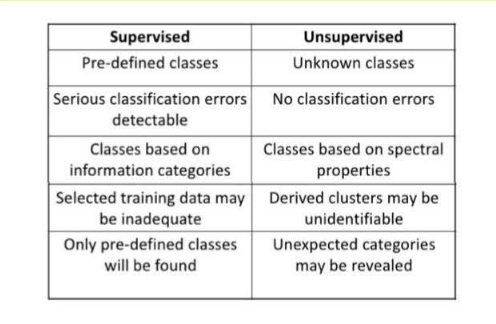 Supervised Unsupervised
Pre-defined classes Unknown classes
Serious classification errors No classification errors
detectable
Classes based on Classes based on spectral
information categories properties
Selected training data may Derived clusters may be
be inadequate unidentifiable
Only pre-defined classes Unexpected categories
will be found may be revealed